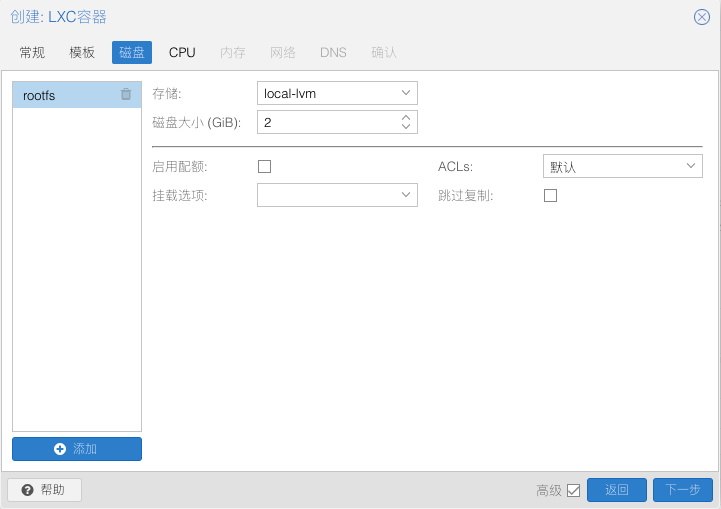 创建: LXC容器
常规 模板 磁盘 CPU 内存 网络 DNS 确认
rootfs
存储: local-lvm
磁盘大小 (GiB): 2
启用配额: ACLs: 默认
挂载选项: 跳过复制:
添加
帮助 高级 返回 下一步